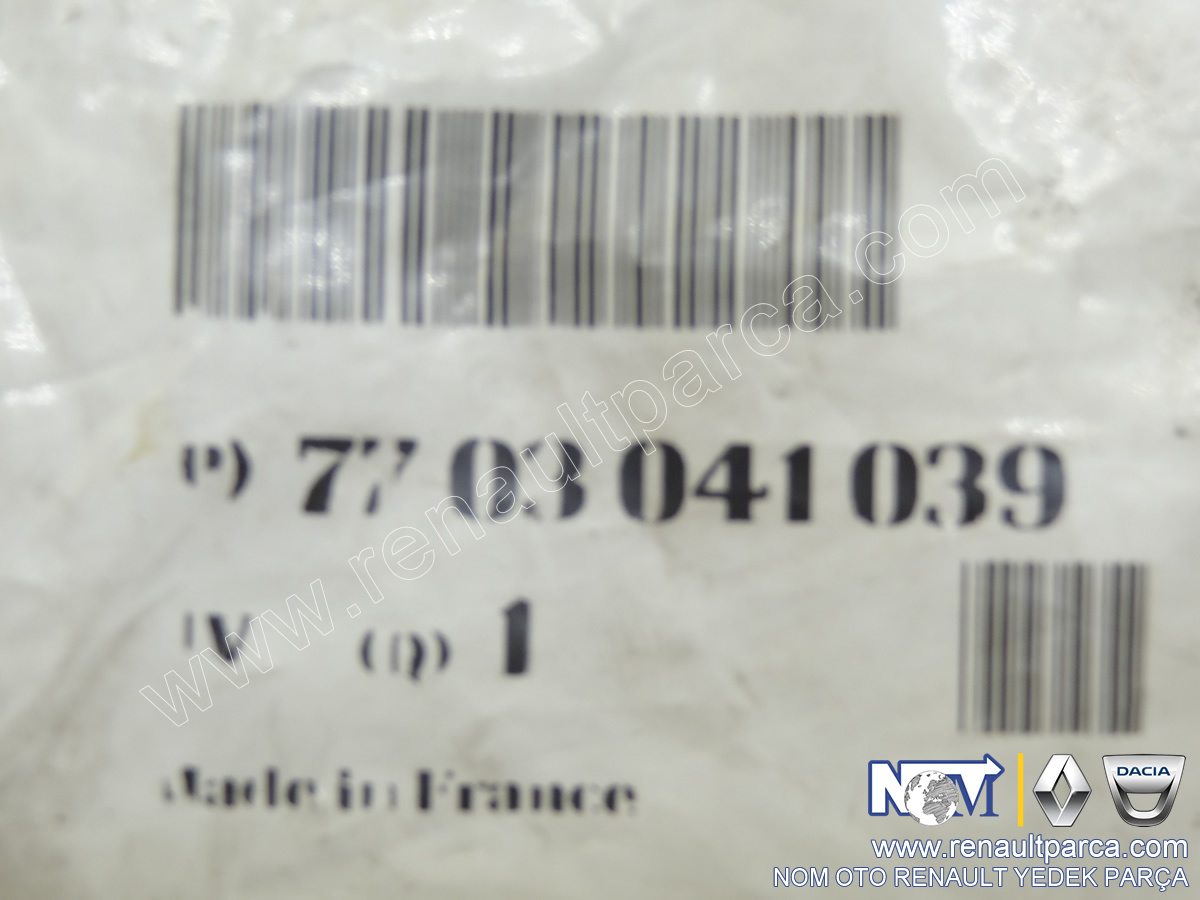 (P) 77 03 041 039
V (Q) 1
Made in France
www.renaultparca.com
NOM
DACIA
www.renaultparca.com
NOM OTO RENAULT YEDEK PARÇA